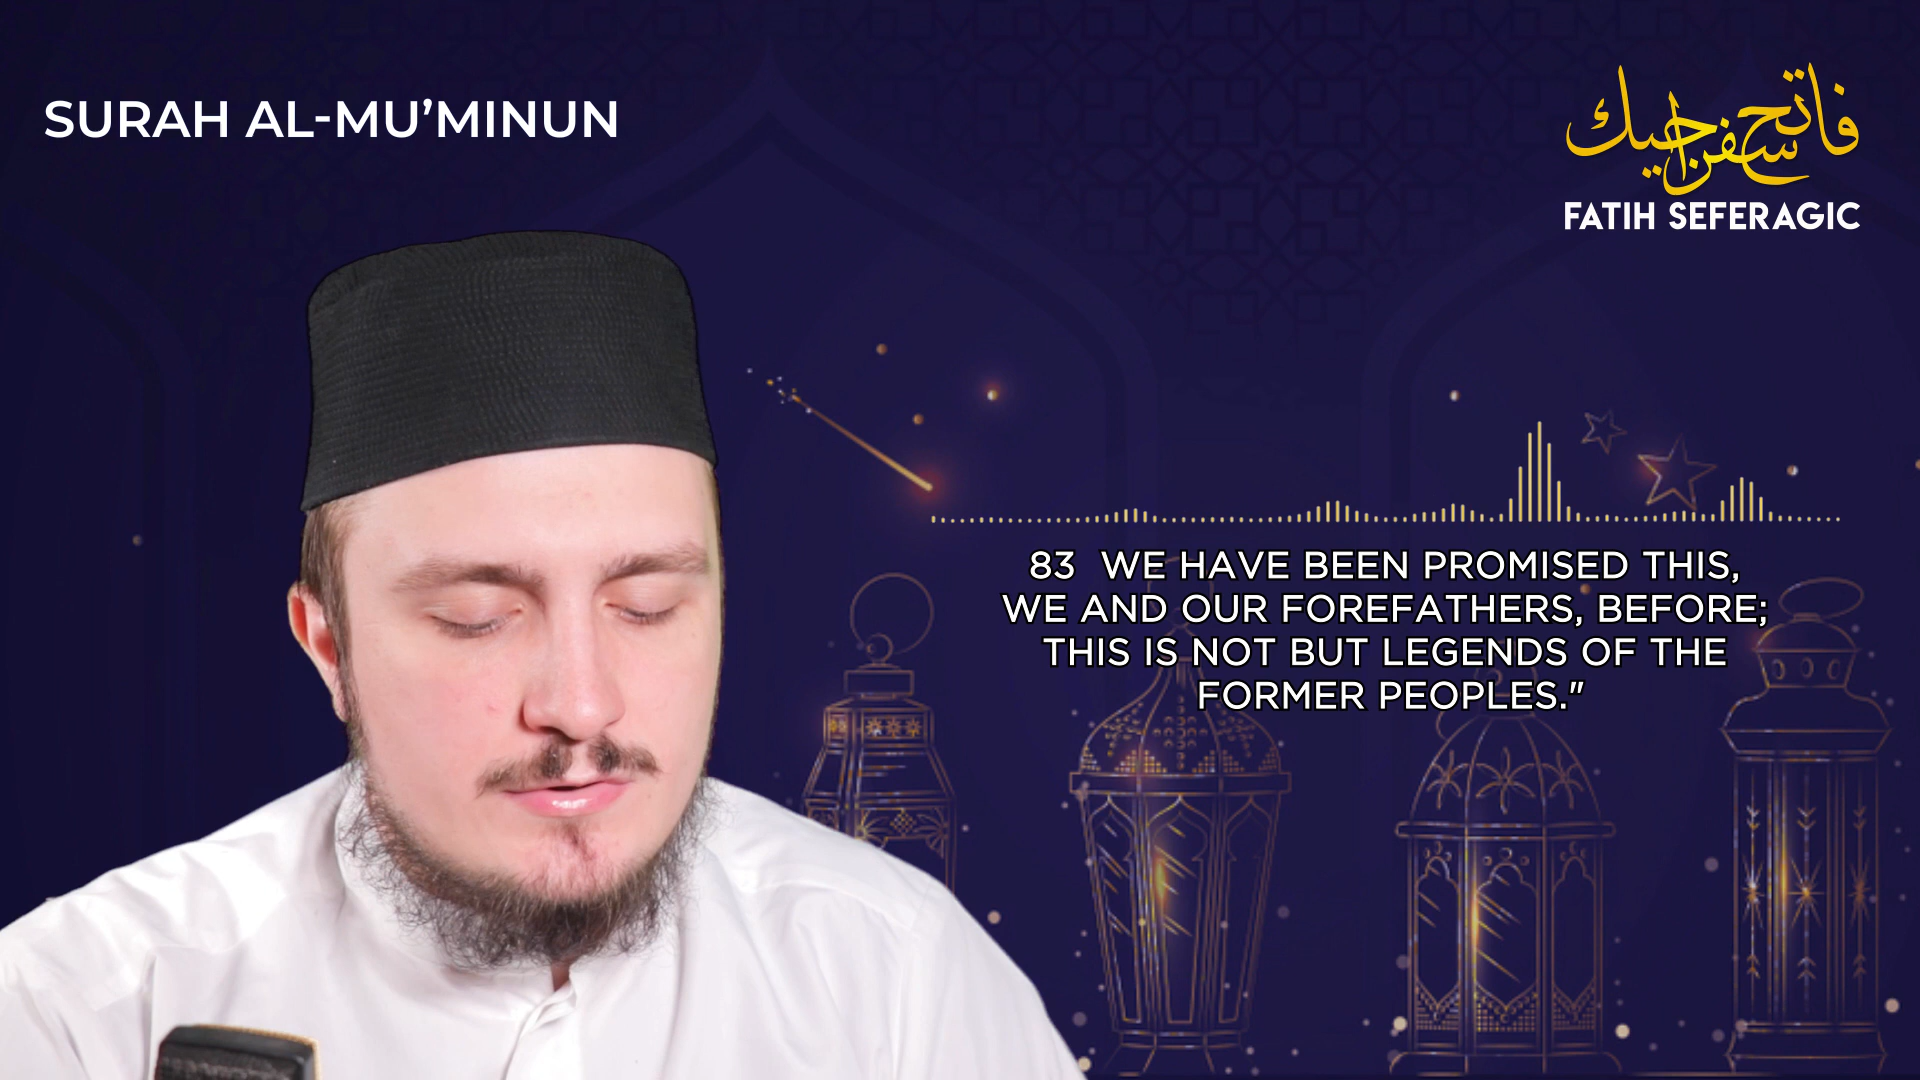 SURAH AL-MU’MINUN
فاتح
سفراجيك
FATIH SEFERAGIC
83 WE HAVE BEEN PROMISED THIS,
WE AND OUR FOREFATHERS, BEFORE;
THIS IS NOT BUT LEGENDS OF THE
FORMER PEOPLES."